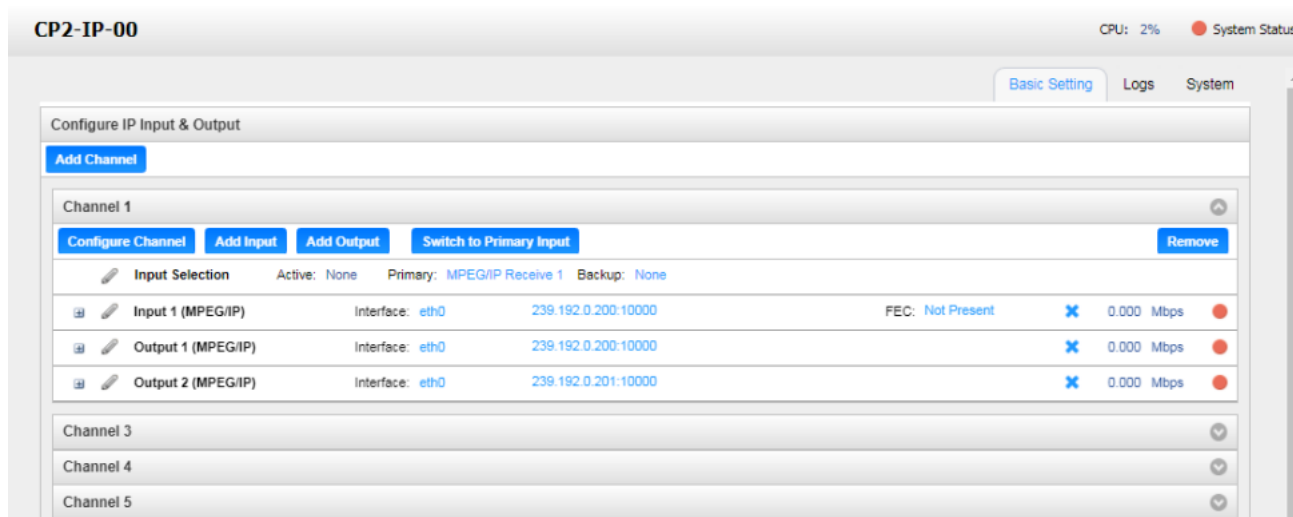 CP2-IP-00 CPU: 2% System Status
Basic Setting Logs System
Configure IP Input & Output
Add Channel
Channel 1
Configure Channel Add Input Add Output Switch to Primary Input Remove
Input Selection Active: None Primary: MPEG/IP Receive 1 Backup: None
Input 1 (MPEG/IP) Interface: eth0 239.192.0.200:10000 FEC: Not Present 0.000 Mbps
Output 1 (MPEG/IP) Interface: eth0 239.192.0.200:10000 0.000 Mbps
Output 2 (MPEG/IP) Interface: eth0 239.192.0.201:10000 0.000 Mbps
Channel 3
Channel 4
Channel 5